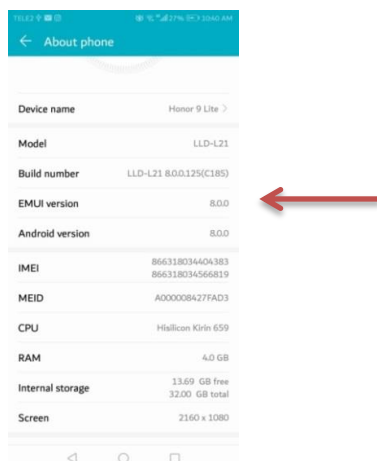 TELE2 27% 10:40 AM
← About phone
Device name Honor 9 Lite >
Model LLD-L21
Build number LLD-L21 8.0.0.125(C185)
EMUI version 8.0.0
Android version 8.0.0
IMEI 866318034404383
866318034566819
MEID A000008427FAD3
CPU Hisilicon Kirin 659
RAM 4.0 GB
Internal storage 13.69 GB free
32.00 GB total
Screen 2160 x 1080